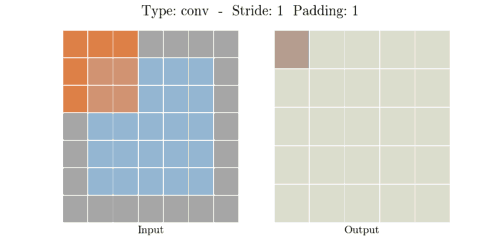 Type: conv - Stride: 1 Padding: 1
Input
Output